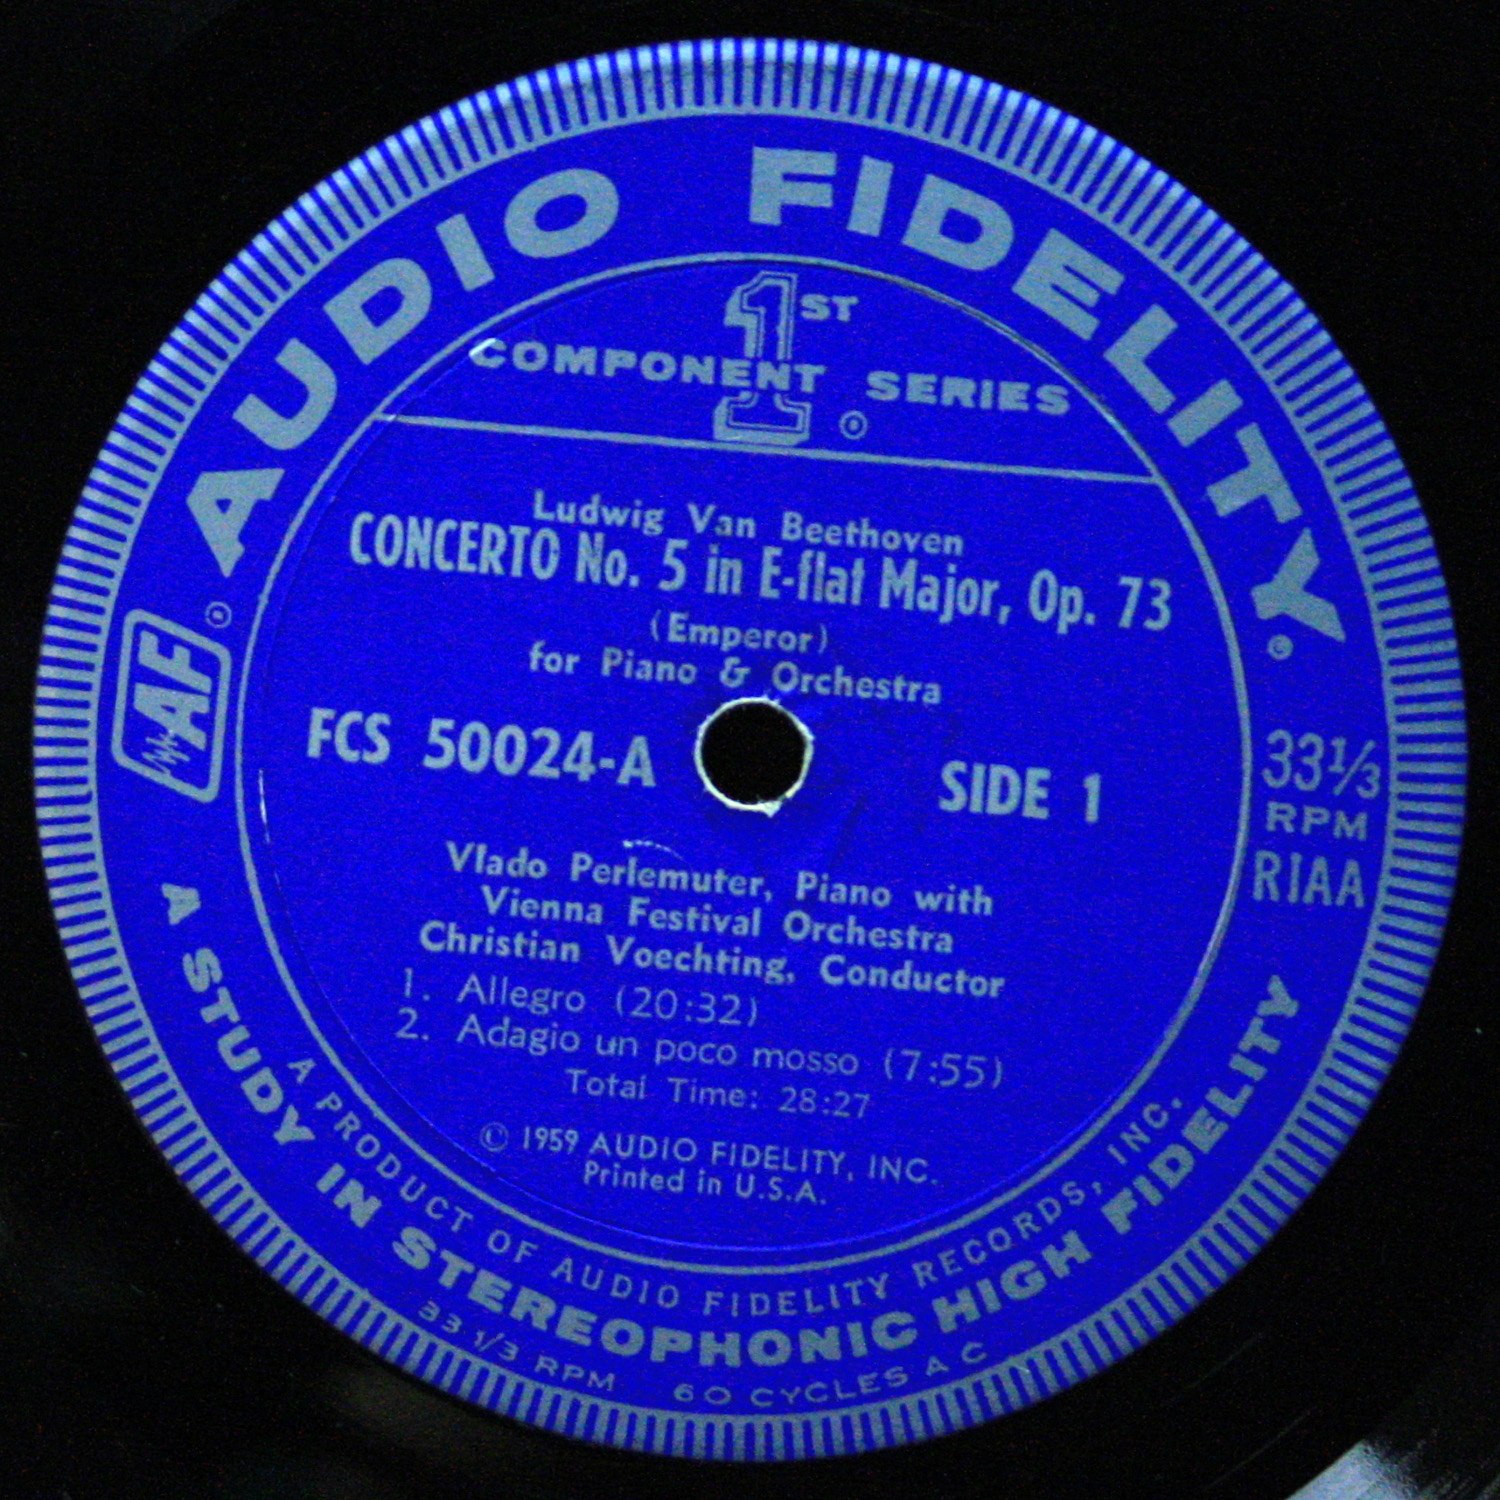 AUDIO FIDELITY ®
1ST
COMPONENT SERIES ®
Ludwig Van Beethoven
CONCERTO No. 5 in E-flat Major, Op. 73
(Emperor)
for Piano & Orchestra
AF ®
FCS 50024-A SIDE 1
33 1/3
RPM
RIAA
Vlado Perlemuter, Piano with
Vienna Festival Orchestra
Christian Voechting, Conductor
1. Allegro (20:32)
2. Adagio un poco mosso (7:55)
Total Time: 28:27
© 1959 AUDIO FIDELITY, INC.
Printed in U.S.A.
A PRODUCT OF AUDIO FIDELITY RECORDS, INC.
A STUDY IN STEREOPHONIC HIGH FIDELITY
33 1/3 RPM 60 CYCLES A C